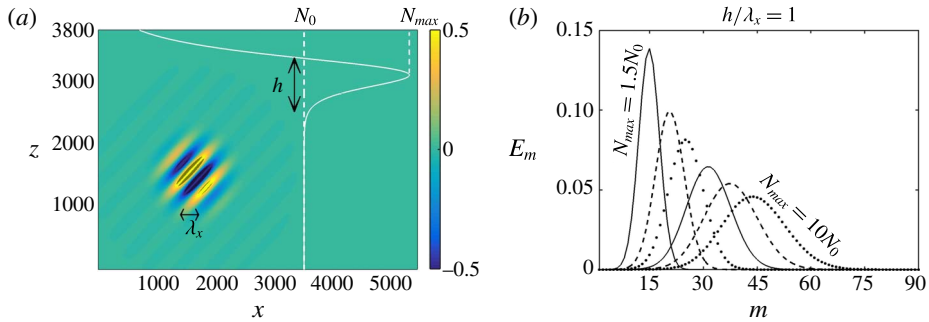 (a)
N0
Nmax
3800
3000
2000
1000
z
h
λx
1000
2000
3000
4000
5000
x
0.5
0
–0.5
(b)
h/λx = 1
0.15
0.10
0.05
0
Em
Nmax = 1.5N0
Nmax = 10N0
15
30
45
60
75
90
m